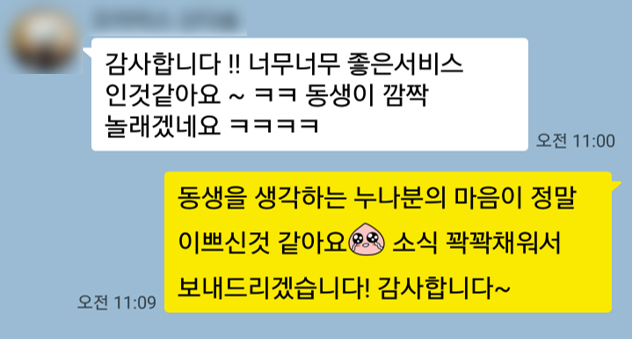 감사합니다 !! 너무너무 좋은서비스
인것같아요 ~ ㅋㅋ 동생이 깜짝
놀래겠네요 ㅋㅋㅋㅋ
오전 11:00
동생을 생각하는 누나분의 마음이 정말
이쁘신것 같아요 소식 꽉꽉채워서
보내드리겠습니다! 감사합니다~
오전 11:09